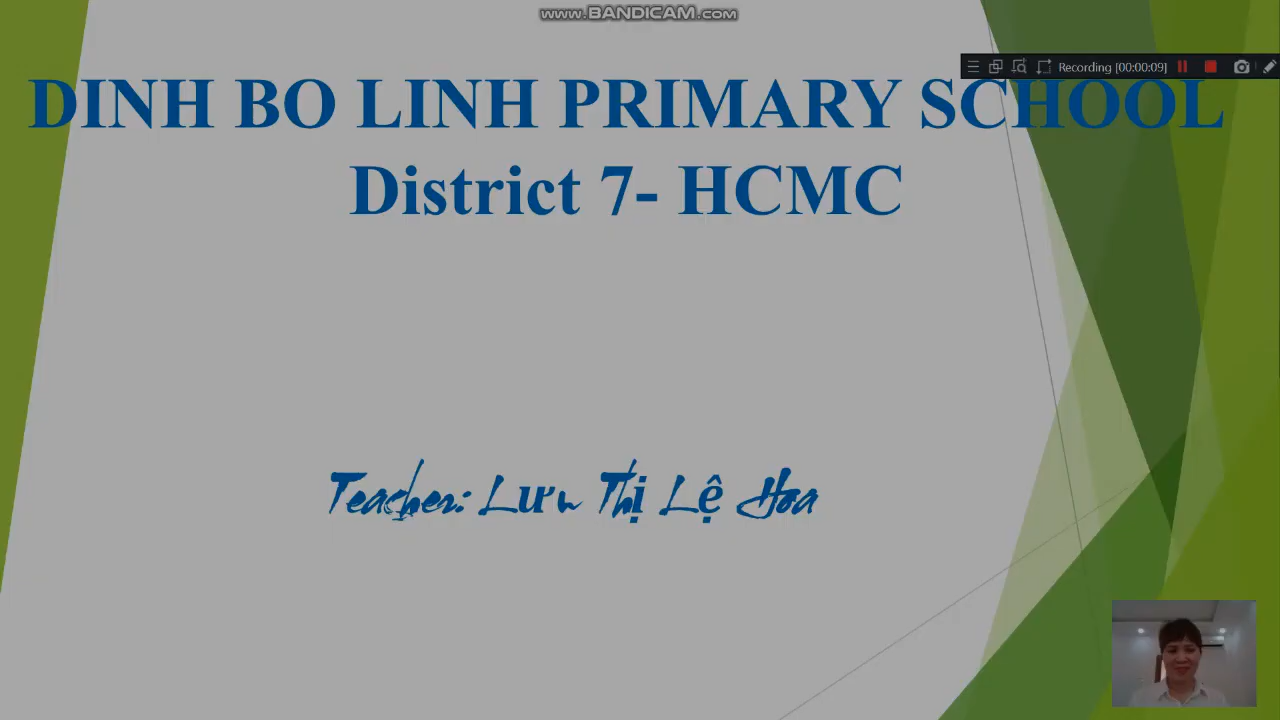 www.BANDICAM.com
Recording [00:00:09]
DINH BO LINH PRIMARY SCHOOL
District 7- HCMC
Teacher: Lưu Thị Lệ Hoa